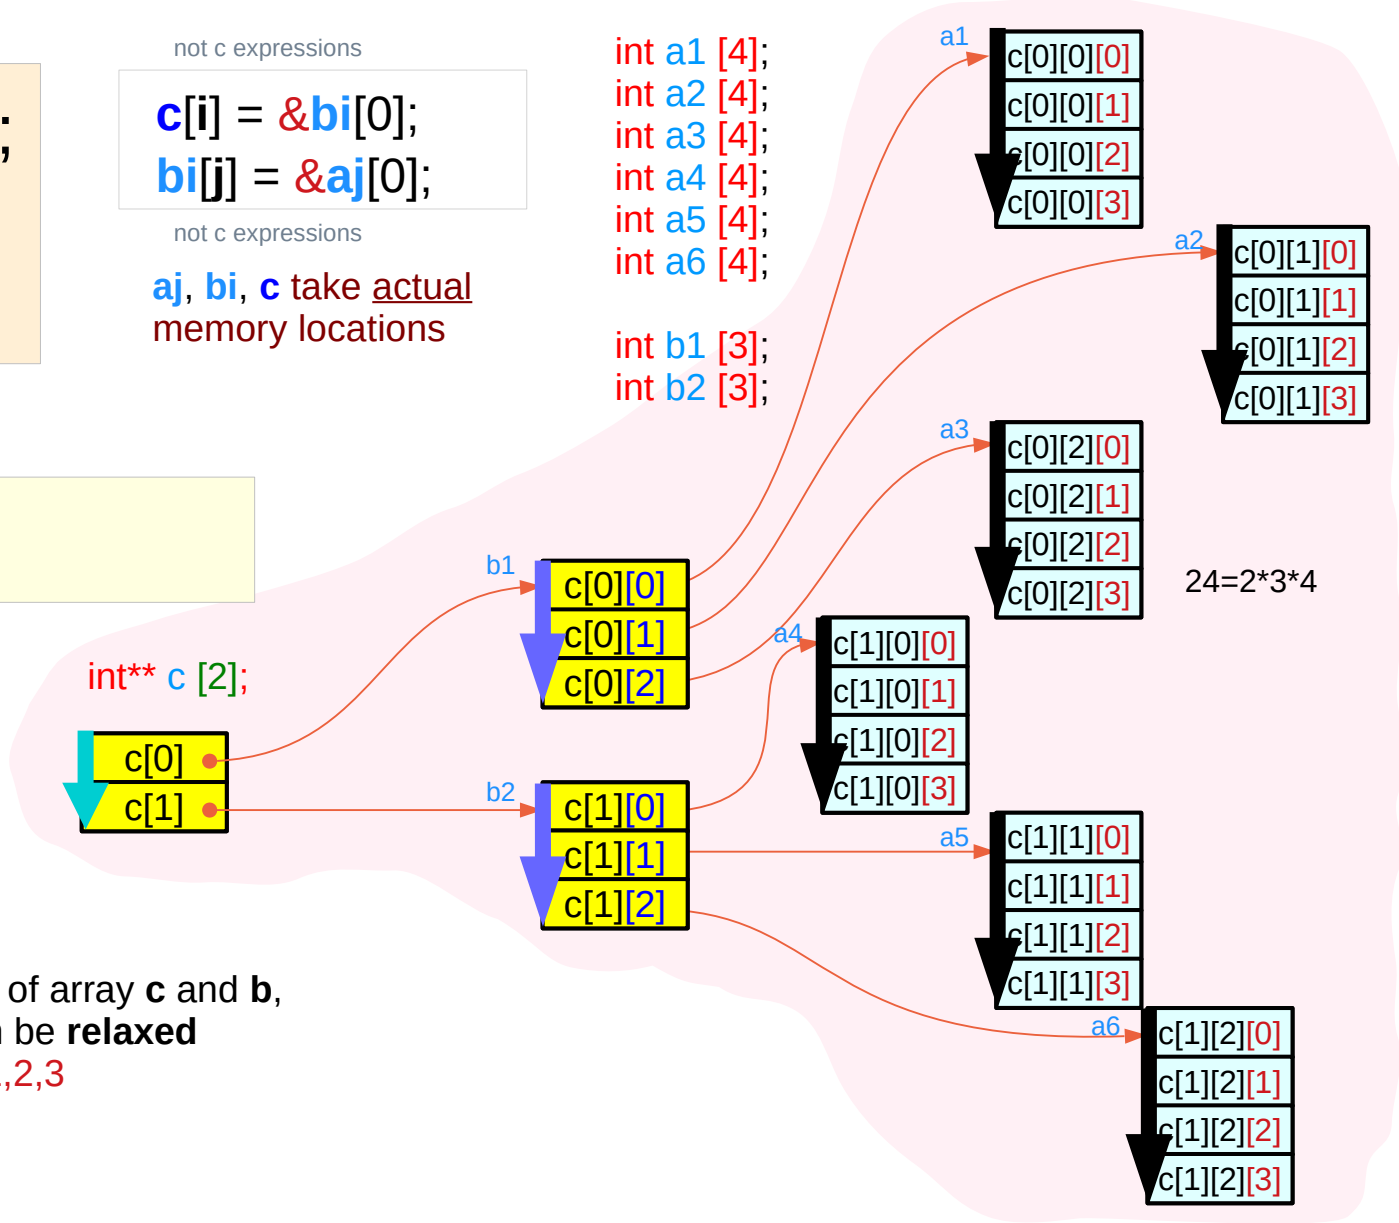 not c expressions
c[i] = &bi[0];
bi[j] = &aj[0];
not c expressions
aj, bi, c take actual
memory locations
;
int a1 [4];
int a2 [4];
int a3 [4];
int a4 [4];
int a5 [4];
int a6 [4];
int b1 [3];
int b2 [3];
a1
c[0][0][0]
c[0][0][1]
c[0][0][2]
c[0][0][3]
a2
c[0][1][0]
c[0][1][1]
c[0][1][2]
c[0][1][3]
a3
c[0][2][0]
c[0][2][1]
c[0][2][2]
c[0][2][3]
24=2*3*4
b1
c[0][0]
c[0][1]
c[0][2]
a4
c[1][0][0]
c[1][0][1]
c[1][0][2]
c[1][0][3]
int** c [2];
c[0]
c[1]
b2
c[1][0]
c[1][1]
c[1][2]
a5
c[1][1][0]
c[1][1][1]
c[1][1][2]
c[1][1][3]
a6
c[1][2][0]
c[1][2][1]
c[1][2][2]
c[1][2][3]
of array c and b,
be relaxed
,2,3